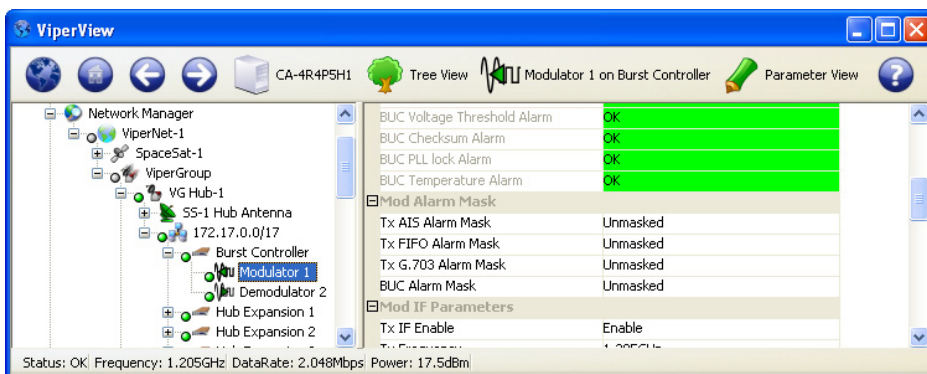 ViperView
CA-4R4P5H1 Tree View Modulator 1 on Burst Controller Parameter View ?
Network Manager
ViperNet-1
SpaceSat-1
ViperGroup
VG Hub-1
SS-1 Hub Antenna
172.17.0.0/17
Burst Controller
Modulator 1
Demodulator 2
Hub Expansion 1
Hub Expansion 2
BUC Voltage Threshold Alarm OK
BUC Checksum Alarm OK
BUC PLL lock Alarm OK
BUC Temperature Alarm OK
Mod Alarm Mask
Tx AIS Alarm Mask Unmasked
Tx FIFO Alarm Mask Unmasked
Tx G.703 Alarm Mask Unmasked
BUC Alarm Mask Unmasked
Mod IF Parameters
Tx IF Enable Enable
Status: OK Frequency: 1.205GHz DataRate: 2.048Mbps Power: 17.5dBm